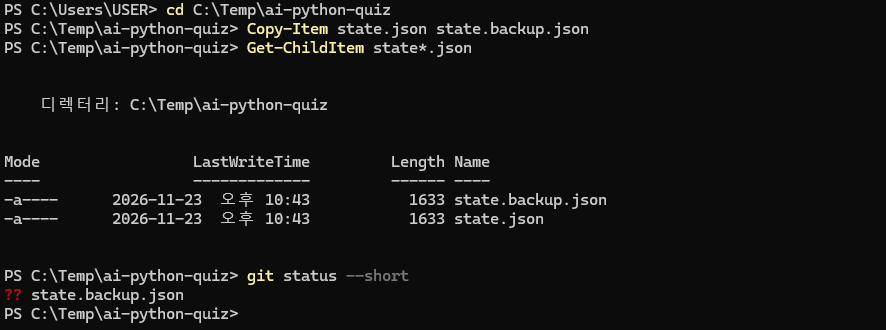 PS C:\Users\USER> cd C:\Temp\ai-python-quiz
PS C:\Temp\ai-python-quiz> Copy-Item state.json state.backup.json
PS C:\Temp\ai-python-quiz> Get-ChildItem state*.json
디렉터리: C:\Temp\ai-python-quiz
Mode LastWriteTime Length Name
---- ------------- ------ ----
-a---- 2026-11-23 오후 10:43 1633 state.backup.json
-a---- 2026-11-23 오후 10:43 1633 state.json
PS C:\Temp\ai-python-quiz> git status --short
?? state.backup.json
PS C:\Temp\ai-python-quiz>